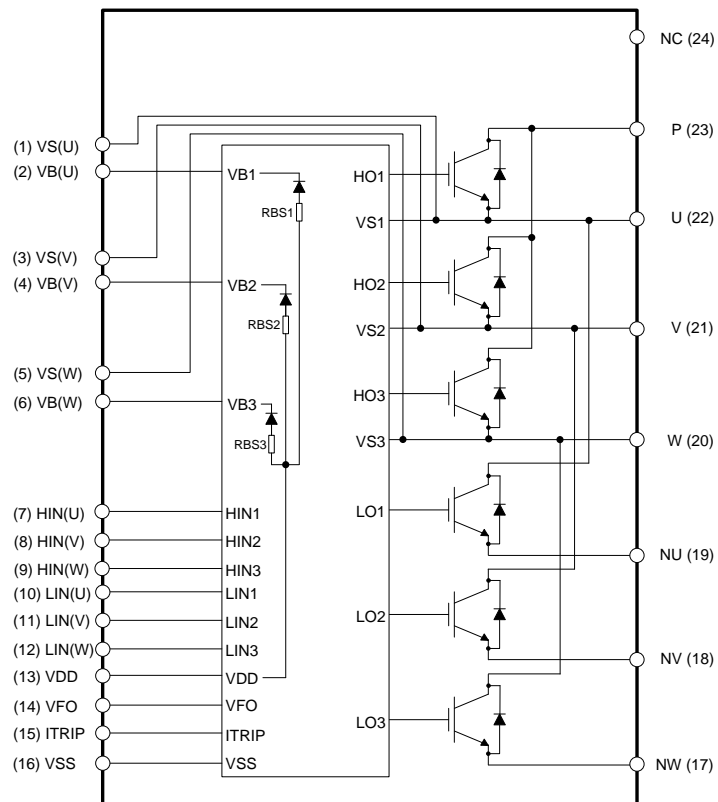 NC (24)
P (23)
(1) VS(U)
(2) VB(U)
VB1
HO1
RBS1
VS1
U (22)
(3) VS(V)
(4) VB(V)
VB2
HO2
RBS2
VS2
V (21)
(5) VS(W)
(6) VB(W)
VB3
HO3
RBS3
VS3
W (20)
(7) HIN(U)
HIN1
LO1
(8) HIN(V)
HIN2
NU (19)
(9) HIN(W)
HIN3
(10) LIN(U)
LIN1
(11) LIN(V)
LIN2
LO2
(12) LIN(W)
LIN3
NV (18)
(13) VDD
VDD
(14) VFO
VFO
LO3
(15) ITRIP
ITRIP
(16) VSS
VSS
NW (17)